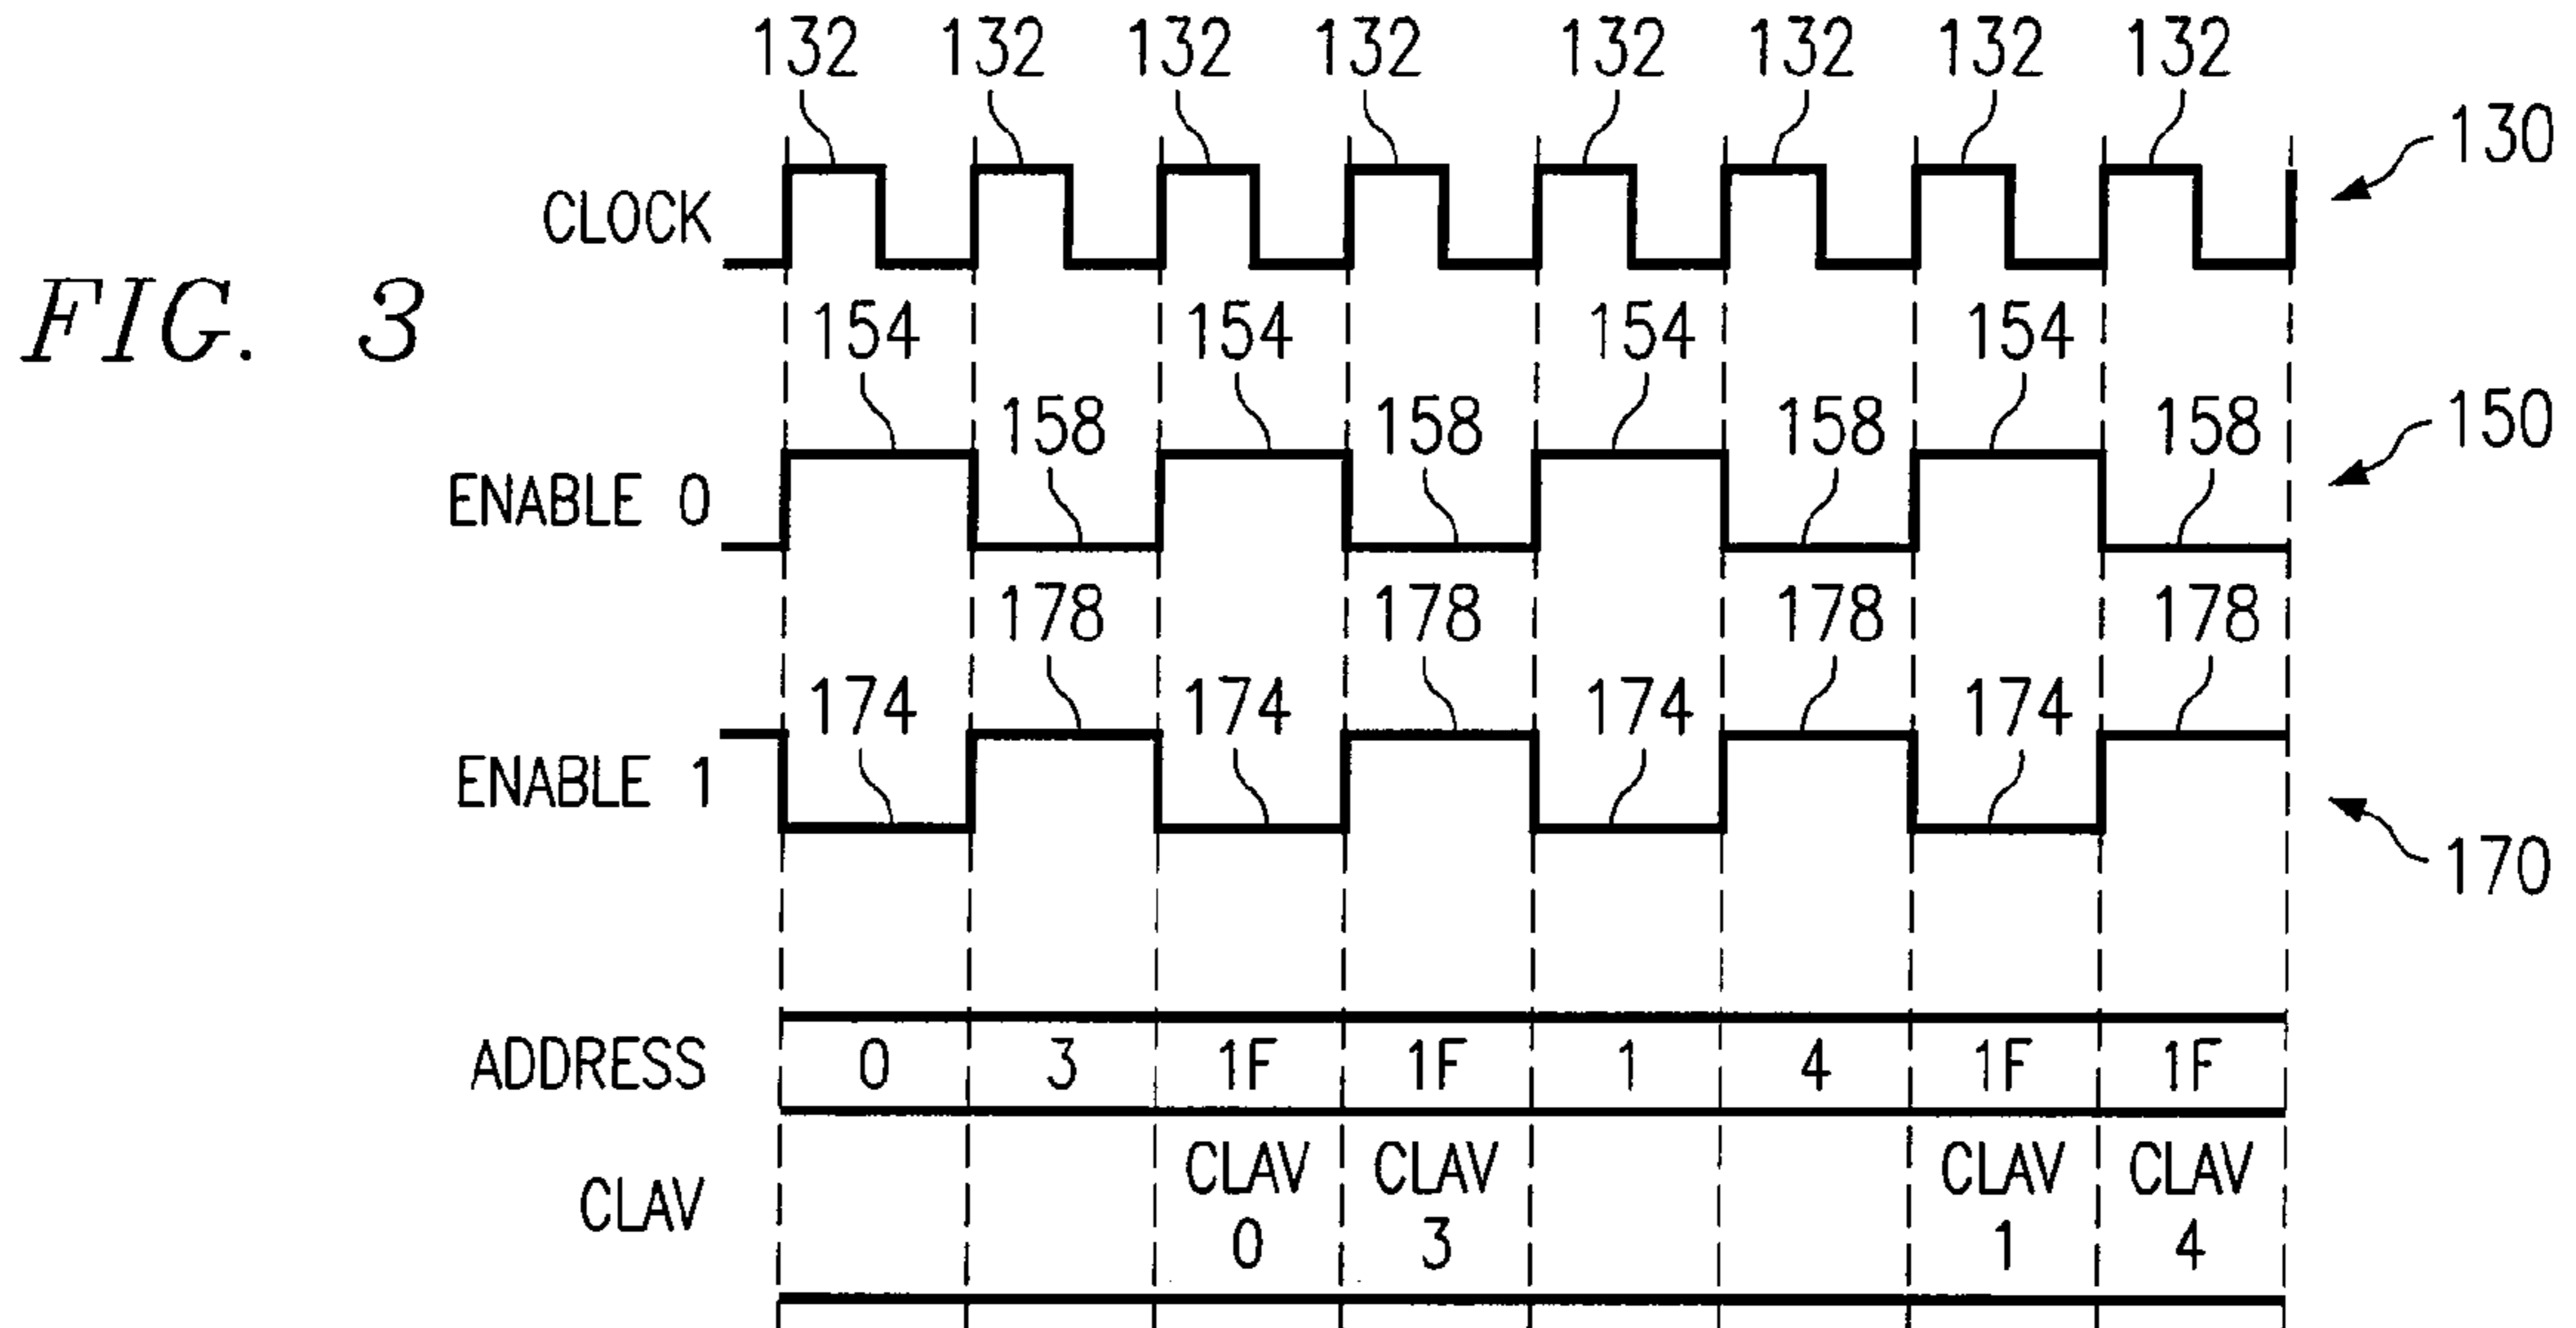 132 132 132 132 132 132 132 132
130
CLOCK
FIG. 3
154 154 154 154
158 158 158 158
150
ENABLE 0
178 178 178 178
174 174 174 174
ENABLE 1
170
ADDRESS 0 3 1F 1F 1 4 1F 1F
CLAV CLAV CLAV CLAV
CLAV
0 3 1 4